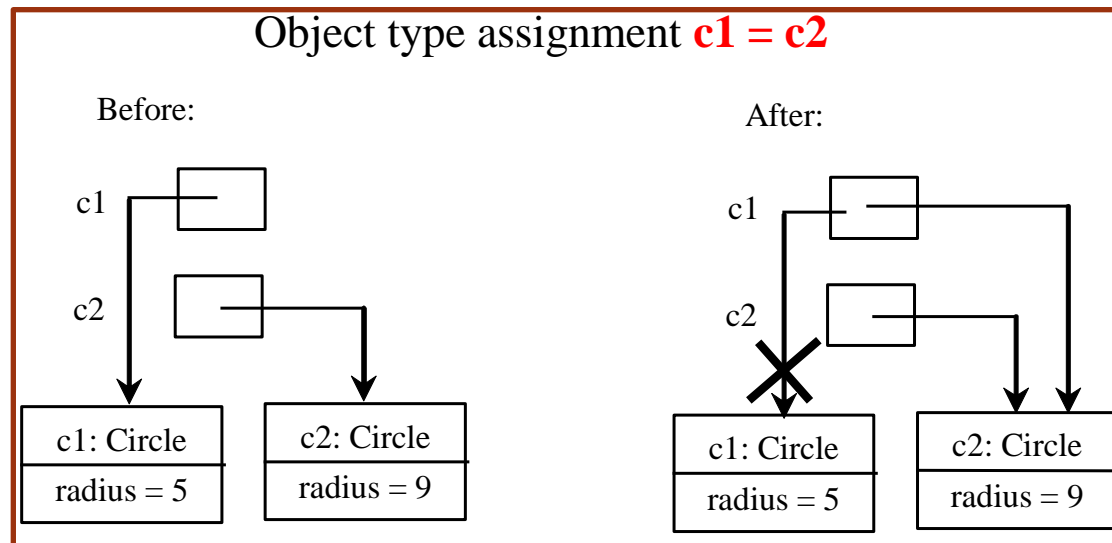 Object type assignment c1 = c2
Before:
c1
c2
c1: Circle
radius = 5
c2: Circle
radius = 9
After:
c1
c2
c1: Circle
radius = 5
c2: Circle
radius = 9